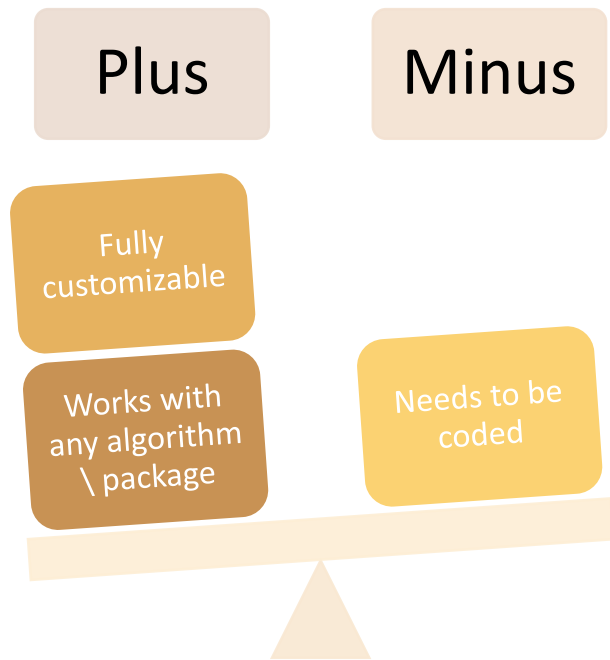 Plus
Minus
Fully
customizable
Works with
any algorithm
\ package
Needs to be
coded